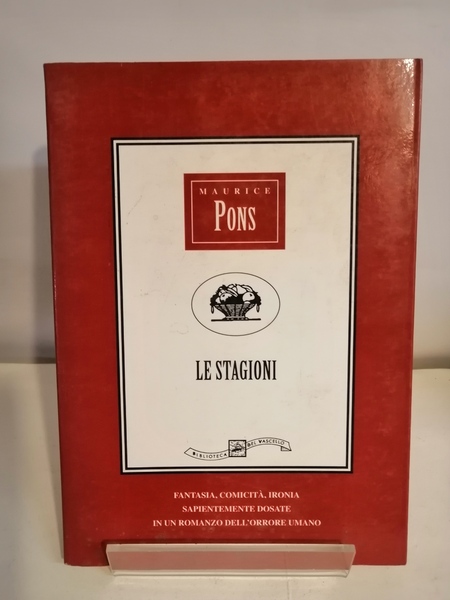 MAURICE
PONS
LE STAGIONI
BIBLIOTECA DEL VASCELLO
FANTASIA, COMICITÀ, IRONIA
SAPIENTEMENTE DOSATE
IN UN ROMANZO DELL'ORRORE UMANO